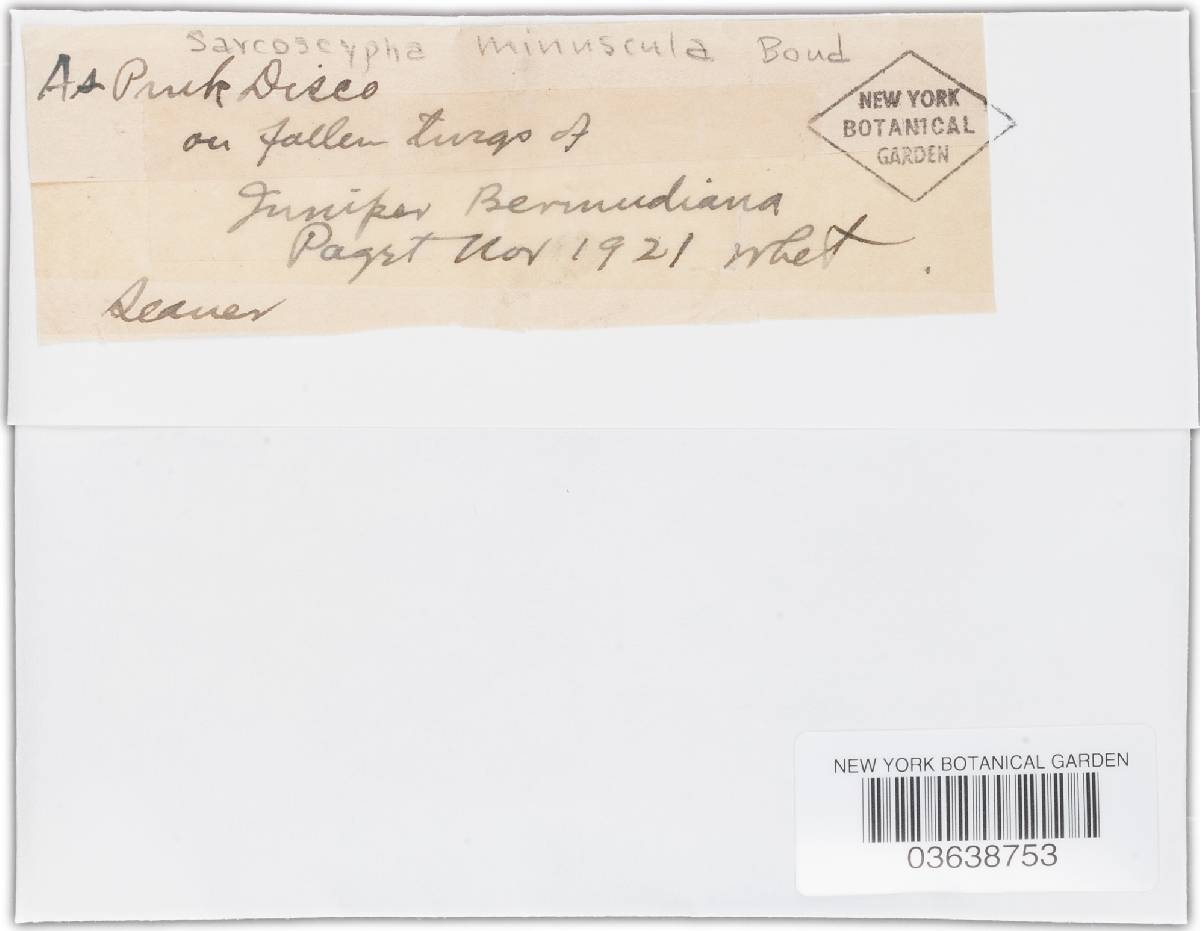 Sarcoscypha minuscula Boud
As Pink Disco
on fallen twigs of
Juniper Bermudiana
Paget Nov 1921 Whet.
Seaver
NEW YORK
BOTANICAL
GARDEN
NEW YORK BOTANICAL GARDEN
03638753